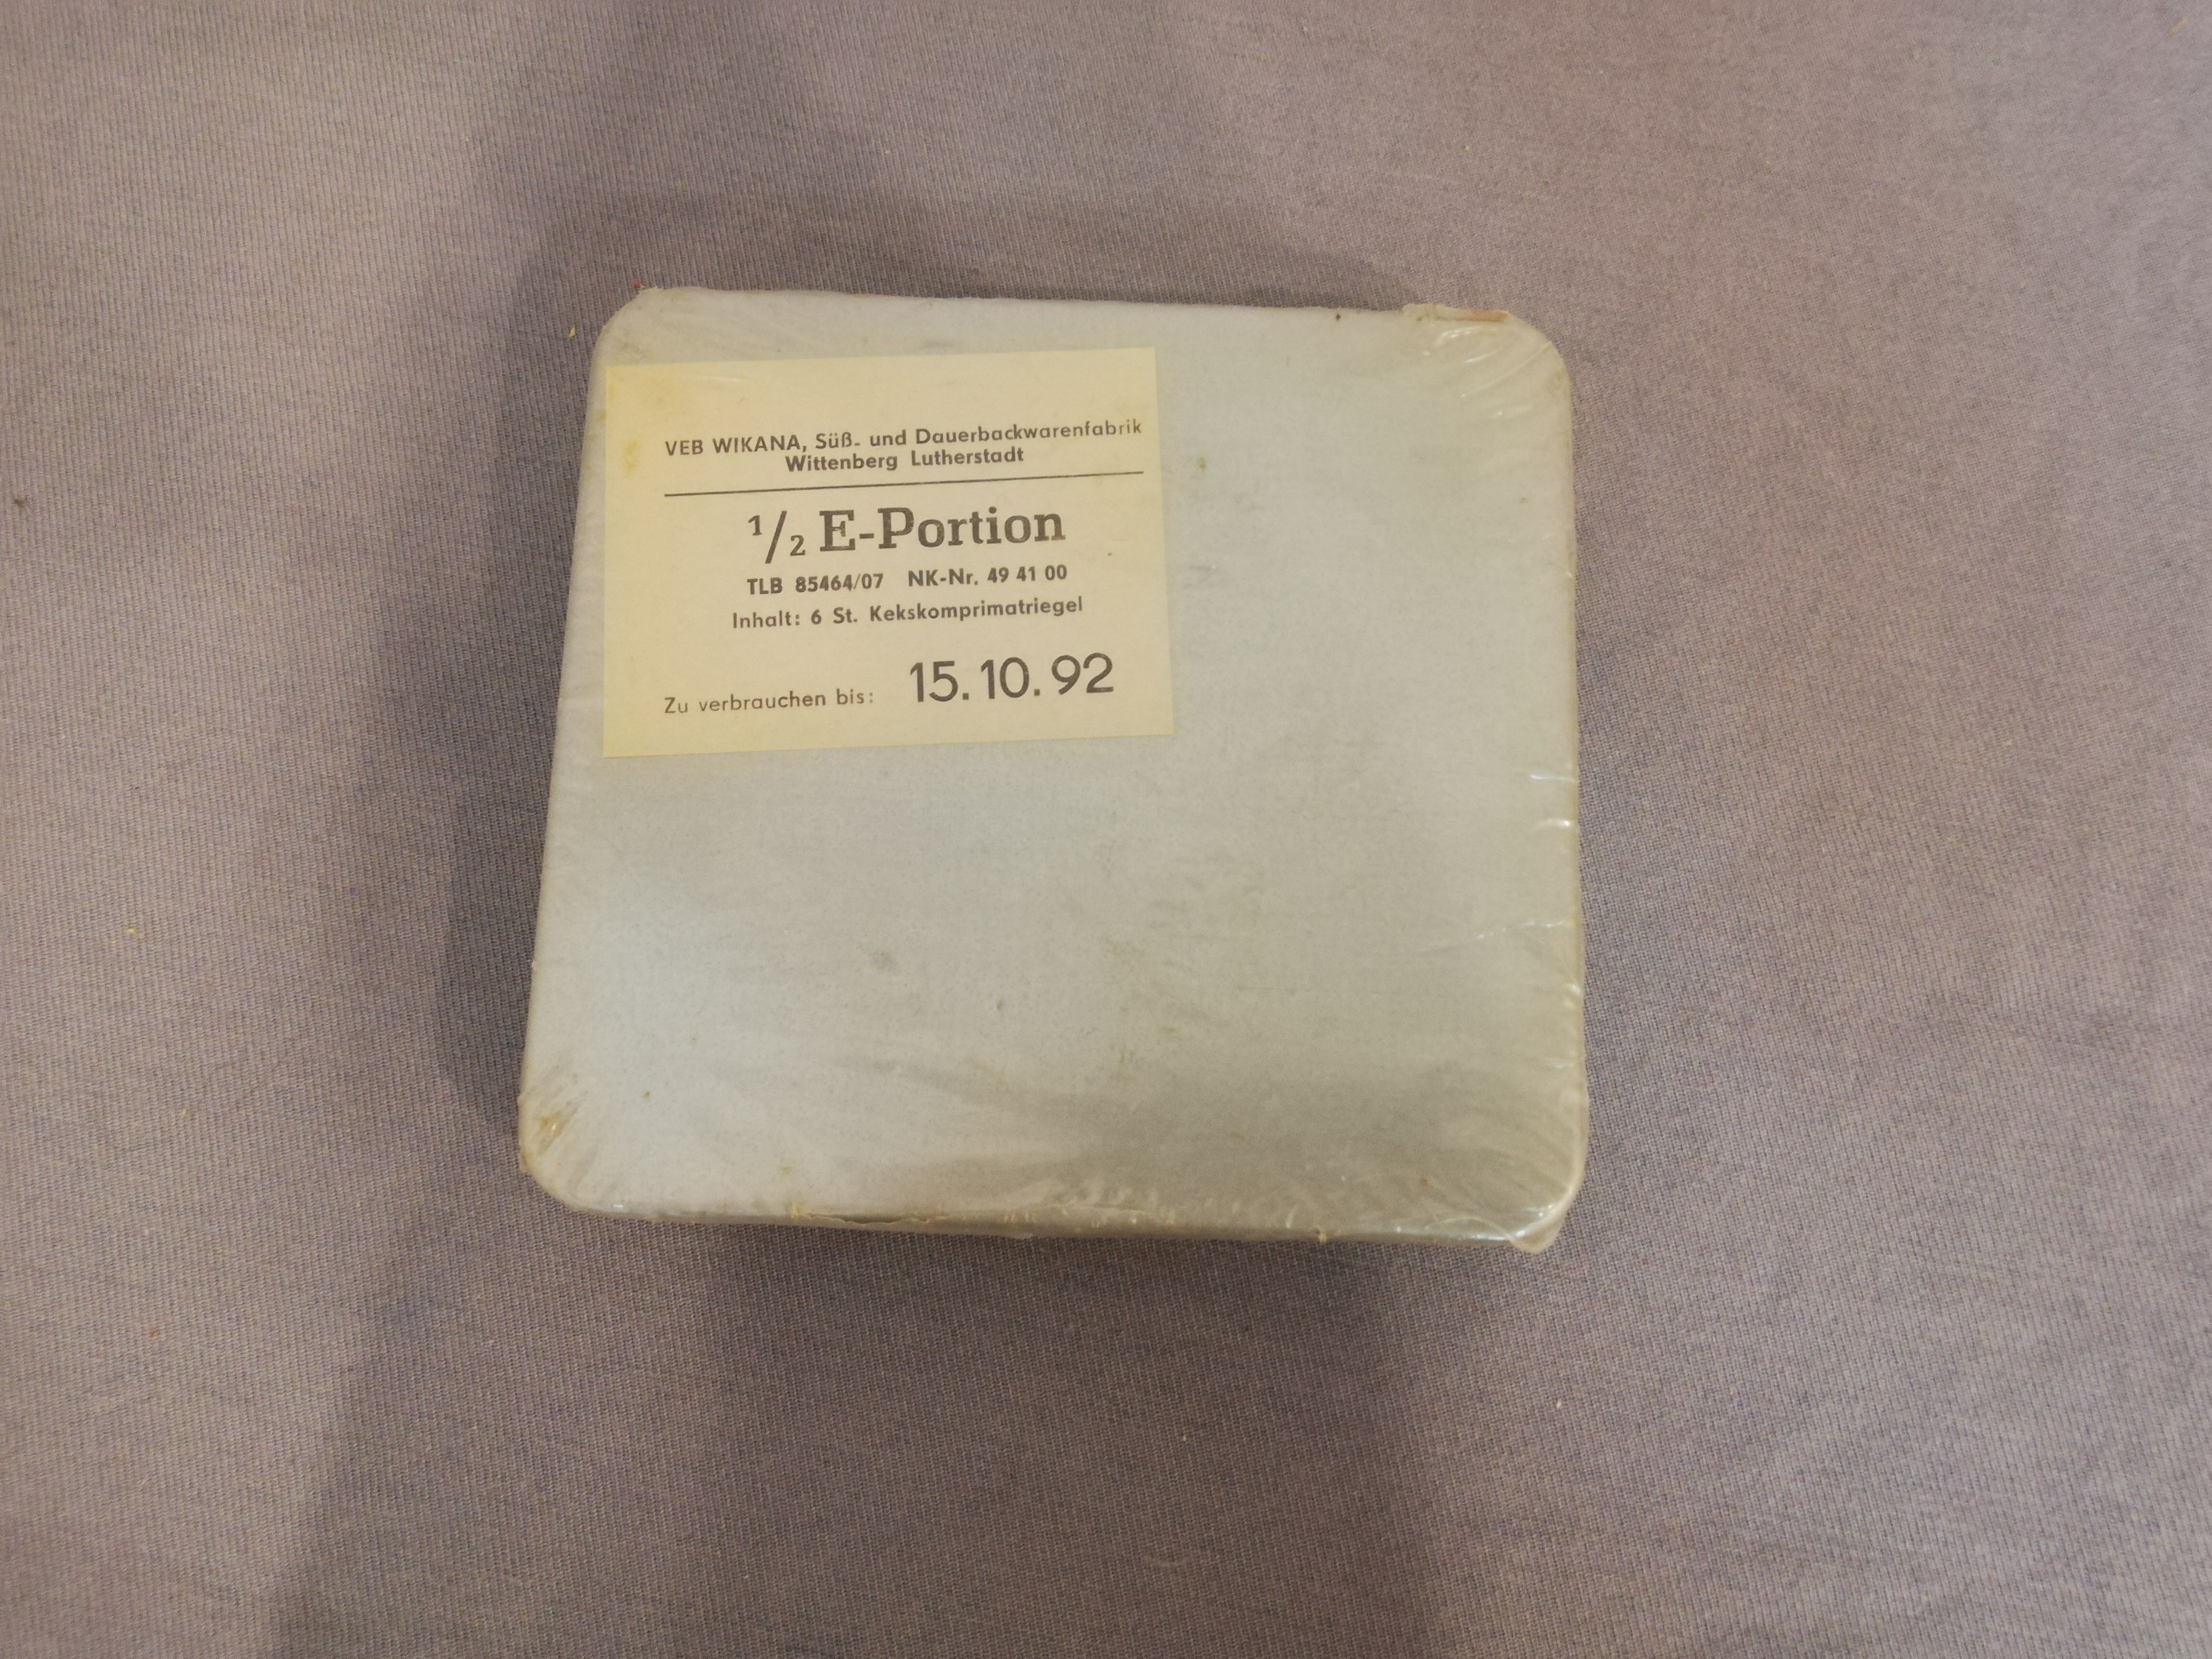 VEB WIKANA, Süß- und Dauerbackwarenfabrik
Wittenberg Lutherstadt
1/2 E-Portion
TLB 85464/07 NK-Nr. 49 41 00
Inhalt: 6 St. Kekskomprimatriegel
Zu verbrauchen bis: 15.10.92